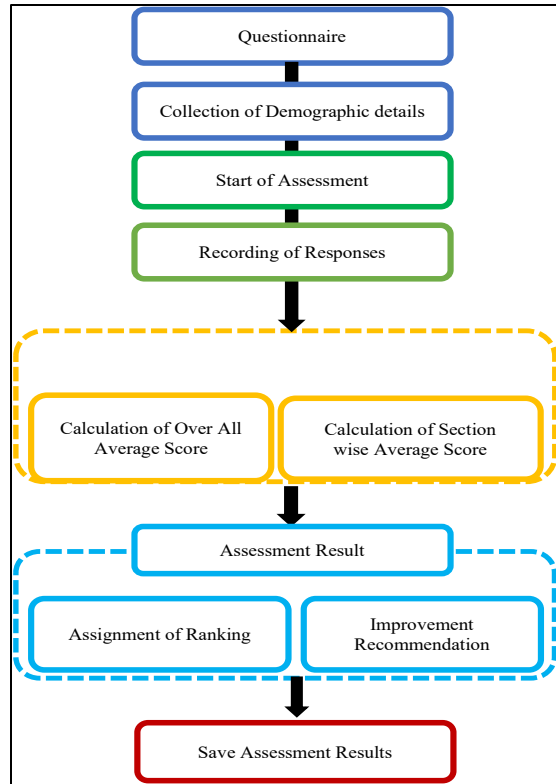 Questionnaire
Collection of Demographic details
Start of Assessment
Recording of Responses
Calculation of Over All
Average Score
Calculation of Section
wise Average Score
Assessment Result
Assignment of Ranking
Improvement
Recommendation
Save Assessment Results